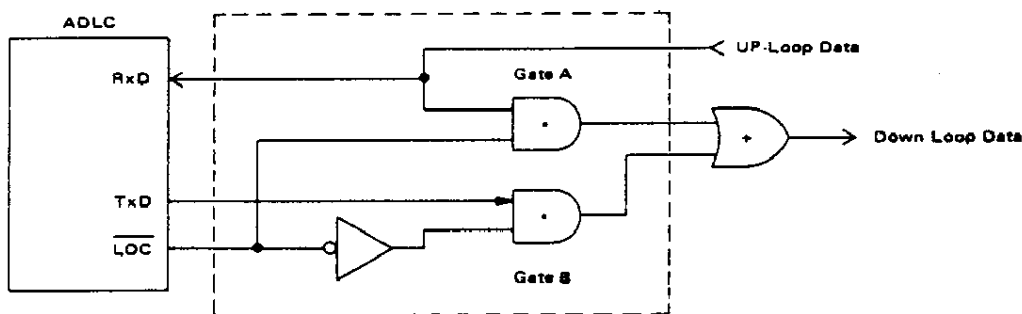 ADLC
UP-Loop Data
RxD
Gate A
•
+
Down Loop Data
TxD
•
LOC
Gate B